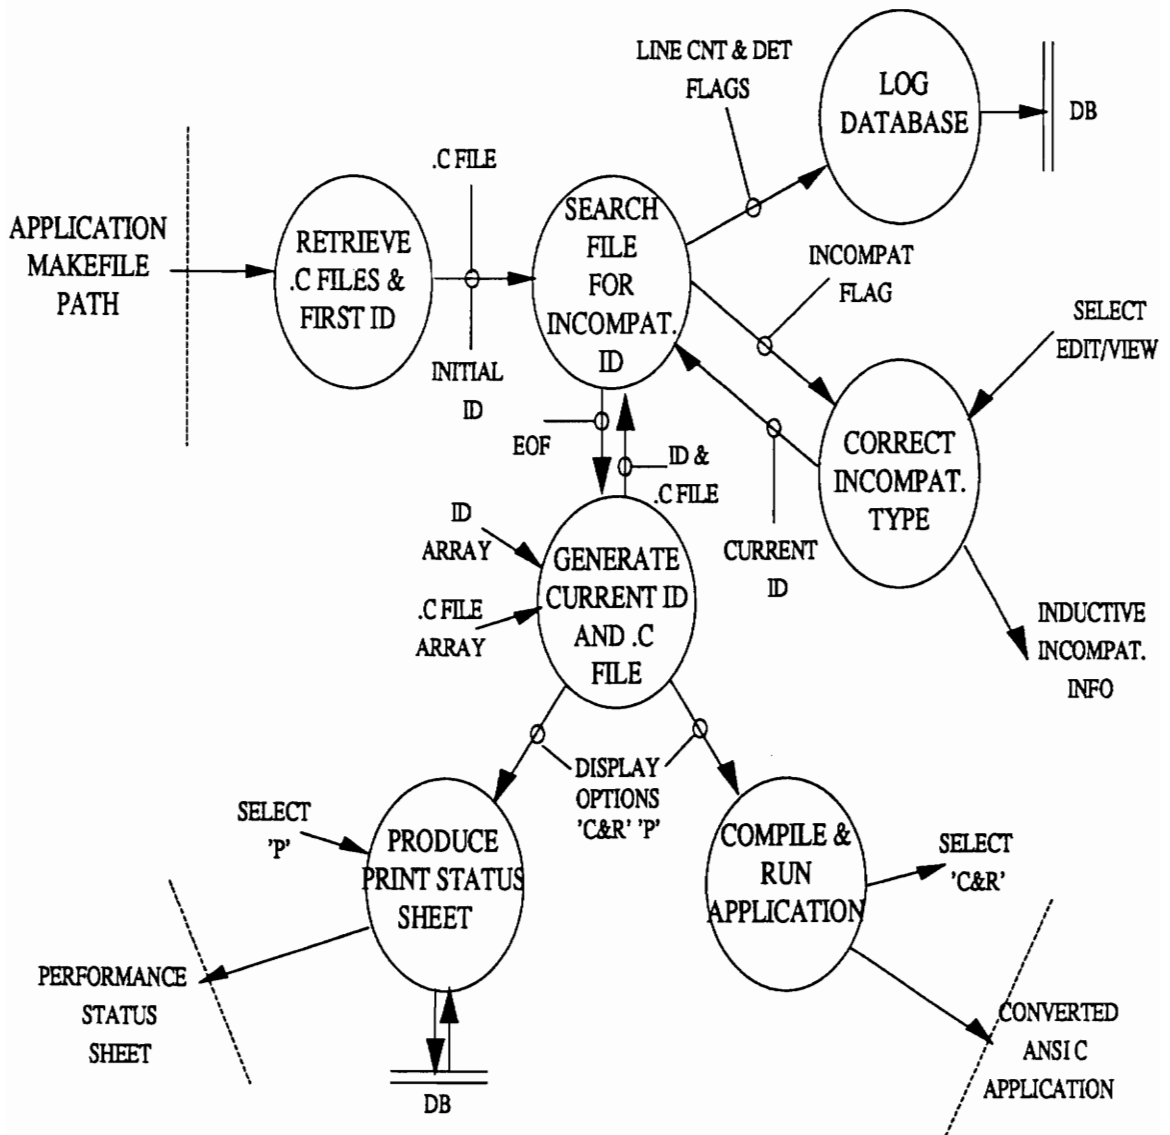 LINE CNT & DET
FLAGS
LOG
DATABASE
DB
.C FILE
APPLICATION
MAKEFILE
PATH
RETRIEVE
.C FILES &
FIRST ID
SEARCH
FILE
FOR
INCOMPAT.
ID
INCOMPAT
FLAG
INITIAL
ID
SELECT
EDIT/VIEW
EOF
ID &
.C FILE
CORRECT
INCOMPAT.
TYPE
ID
ARRAY
.C FILE
ARRAY
GENERATE
CURRENT ID
AND .C
FILE
CURRENT
ID
INDUCTIVE
INCOMPAT.
INFO
DISPLAY
OPTIONS
'C&R' 'P'
SELECT
'P'
PRODUCE
PRINT STATUS
SHEET
COMPILE &
RUN
APPLICATION
SELECT
'C&R'
PERFORMANCE
STATUS
SHEET
DB
CONVERTED
ANSI C
APPLICATION